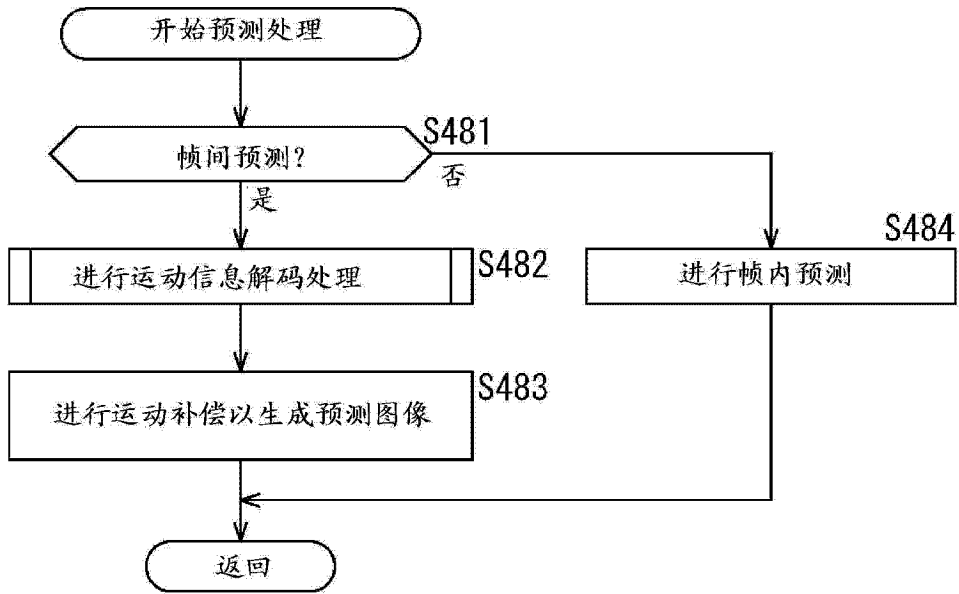 开始预测处理
S481
帧间预测?
否
是
S484
进行运动信息解码处理
S482
进行帧内预测
S483
进行运动补偿以生成预测图像
返回